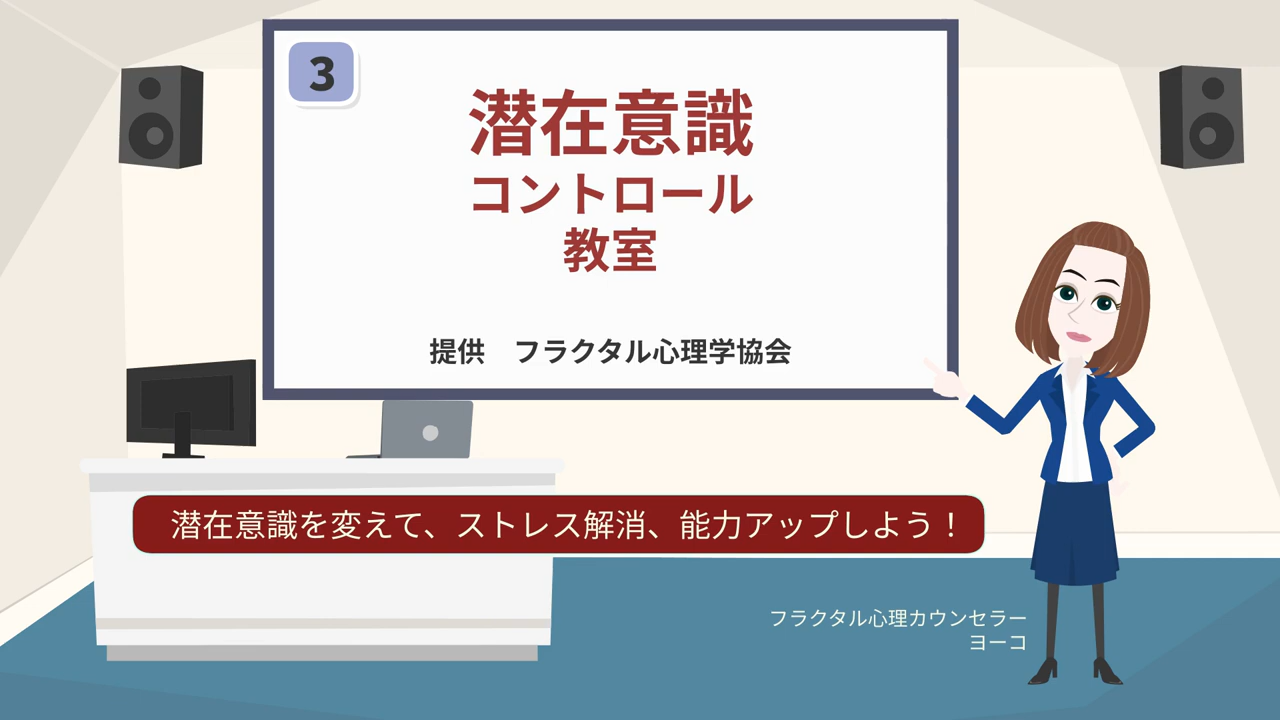 3
潜在意識
コントロール
教室
提供　フラクタル心理学協会
潜在意識を変えて、ストレス解消、能力アップしよう！
フラクタル心理カウンセラー
ヨーコ